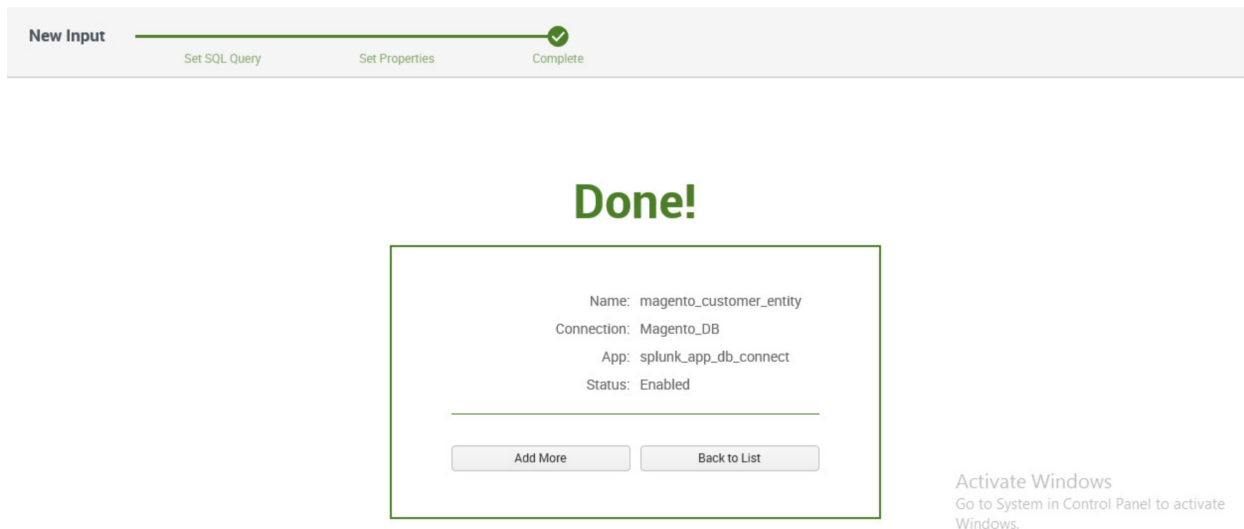 New Input
Set SQL Query Set Properties Complete
Done!
Name: magento_customer_entity
Connection: Magento_DB
App: splunk_app_db_connect
Status: Enabled
Add More Back to List
Activate Windows
Go to System in Control Panel to activate
Windows.